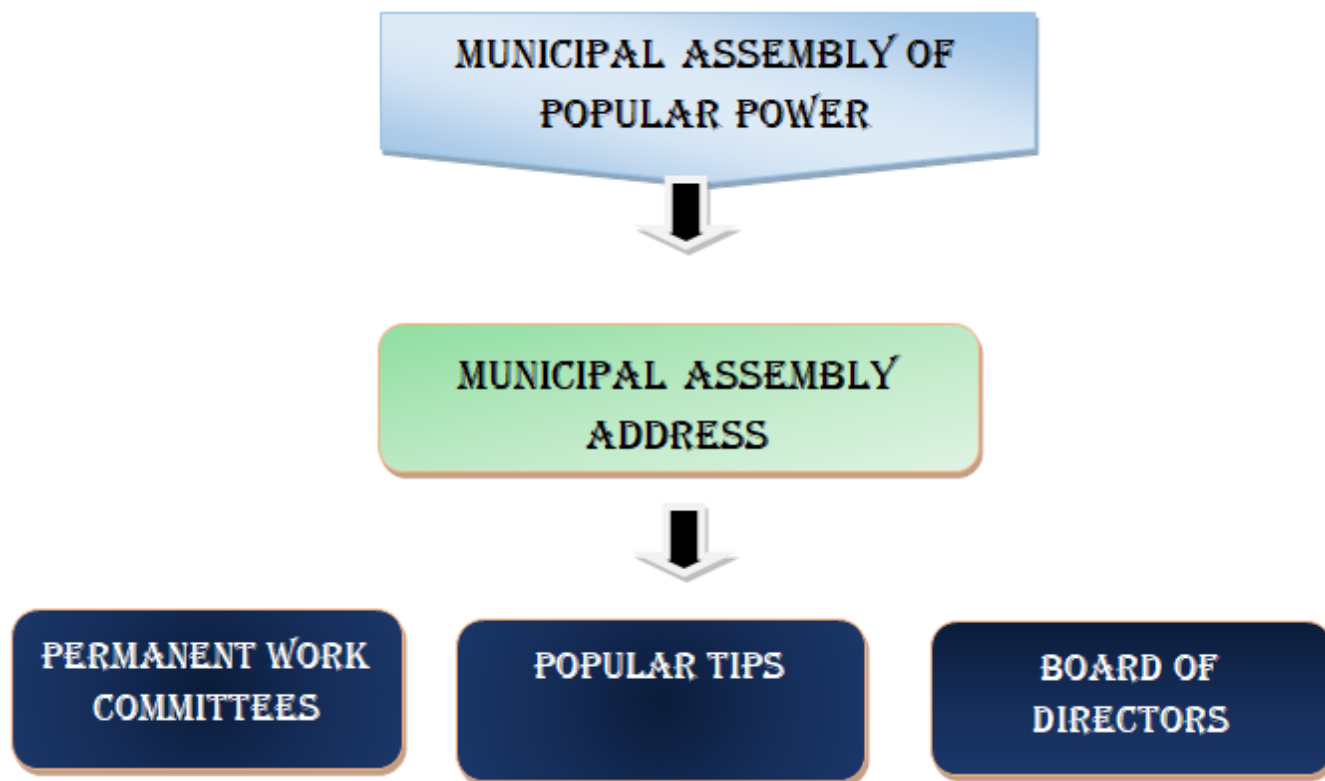 MUNICIPAL ASSEMBLY OF
POPULAR POWER
MUNICIPAL ASSEMBLY
ADDRESS
PERMANENT WORK
COMMITTEES
POPULAR TIPS
BOARD OF
DIRECTORS